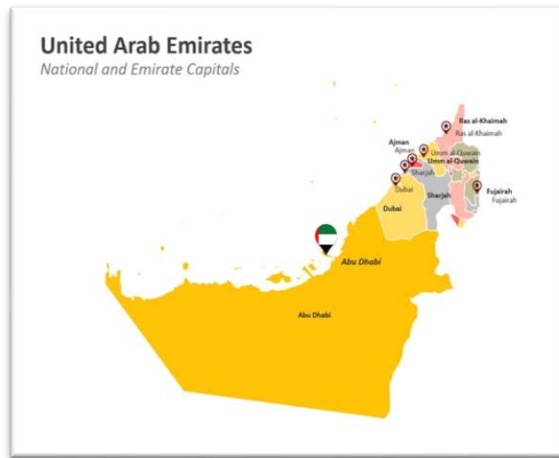 United Arab Emirates
National and Emirate Capitals
Ras al-Khaimah
Ras al-Khaimah
Ajman
Ajman
Umm al-Quwain
Umm al-Quwain
Sharjah
Dubai
Sharjah
Fujairah
Fujairah
Dubai
Abu Dhabi
Abu Dhabi